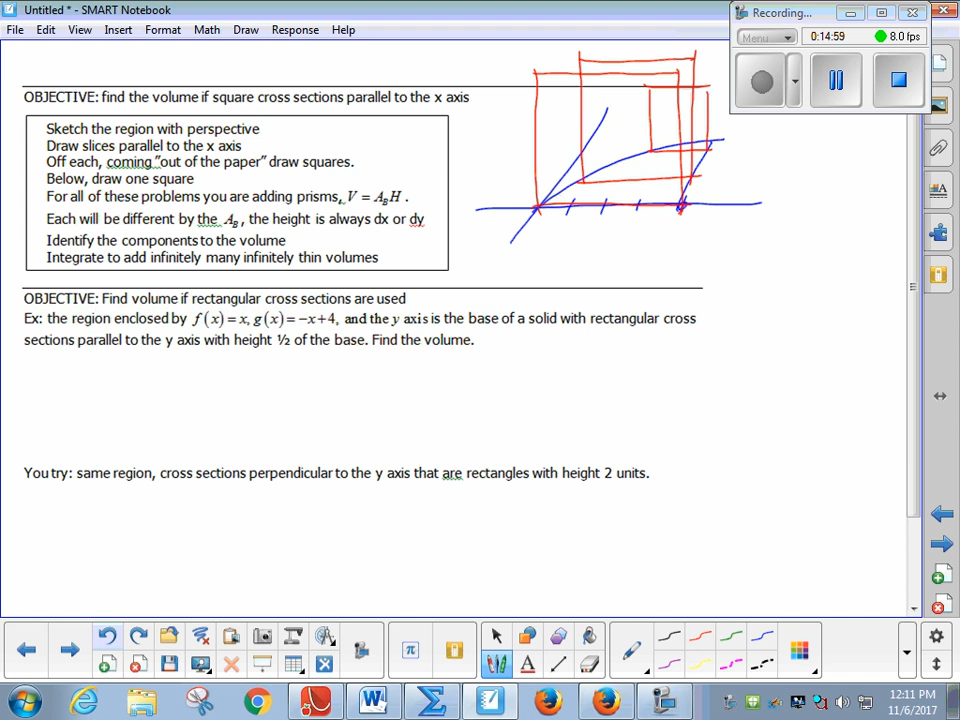 Untitled * - SMART Notebook
Recording...
File Edit View Insert Format Math Draw Response Help
Menu 0:14:59 8.0 fps
OBJECTIVE: find the volume if square cross sections parallel to the x axis
Sketch the region with perspective
Draw slices parallel to the x axis
Off each, coming "out of the paper" draw squares.
Below, draw one square
For all of these problems you are adding prisms, V = A_B H .
Each will be different by the A_B, the height is always dx or dy
Identify the components to the volume
Integrate to add infinitely many infinitely thin volumes
OBJECTIVE: Find volume if rectangular cross sections are used
Ex: the region enclosed by f(x) = x, g(x) = −x+4, and the y axis is the base of a solid with rectangular cross
sections parallel to the y axis with height ½ of the base. Find the volume.
You try: same region, cross sections perpendicular to the y axis that are rectangles with height 2 units.
12:11 PM
11/6/2017